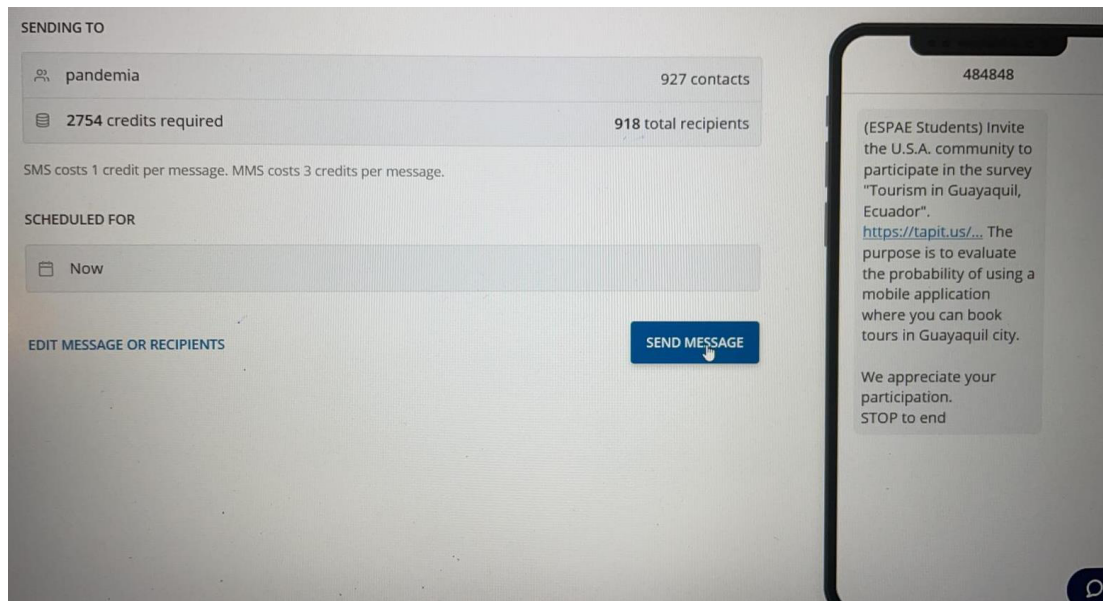 SENDING TO
pandemia
927 contacts
2754 credits required
918 total recipients
SMS costs 1 credit per message. MMS costs 3 credits per message.
SCHEDULED FOR
Now
EDIT MESSAGE OR RECIPIENTS
SEND MESSAGE
484848
(ESPAE Students) Invite
the U.S.A. community to
participate in the survey
"Tourism in Guayaquil,
Ecuador".
https://tapit.us/... The
purpose is to evaluate
the probability of using a
mobile application
where you can book
tours in Guayaquil city.
We appreciate your
participation.
STOP to end